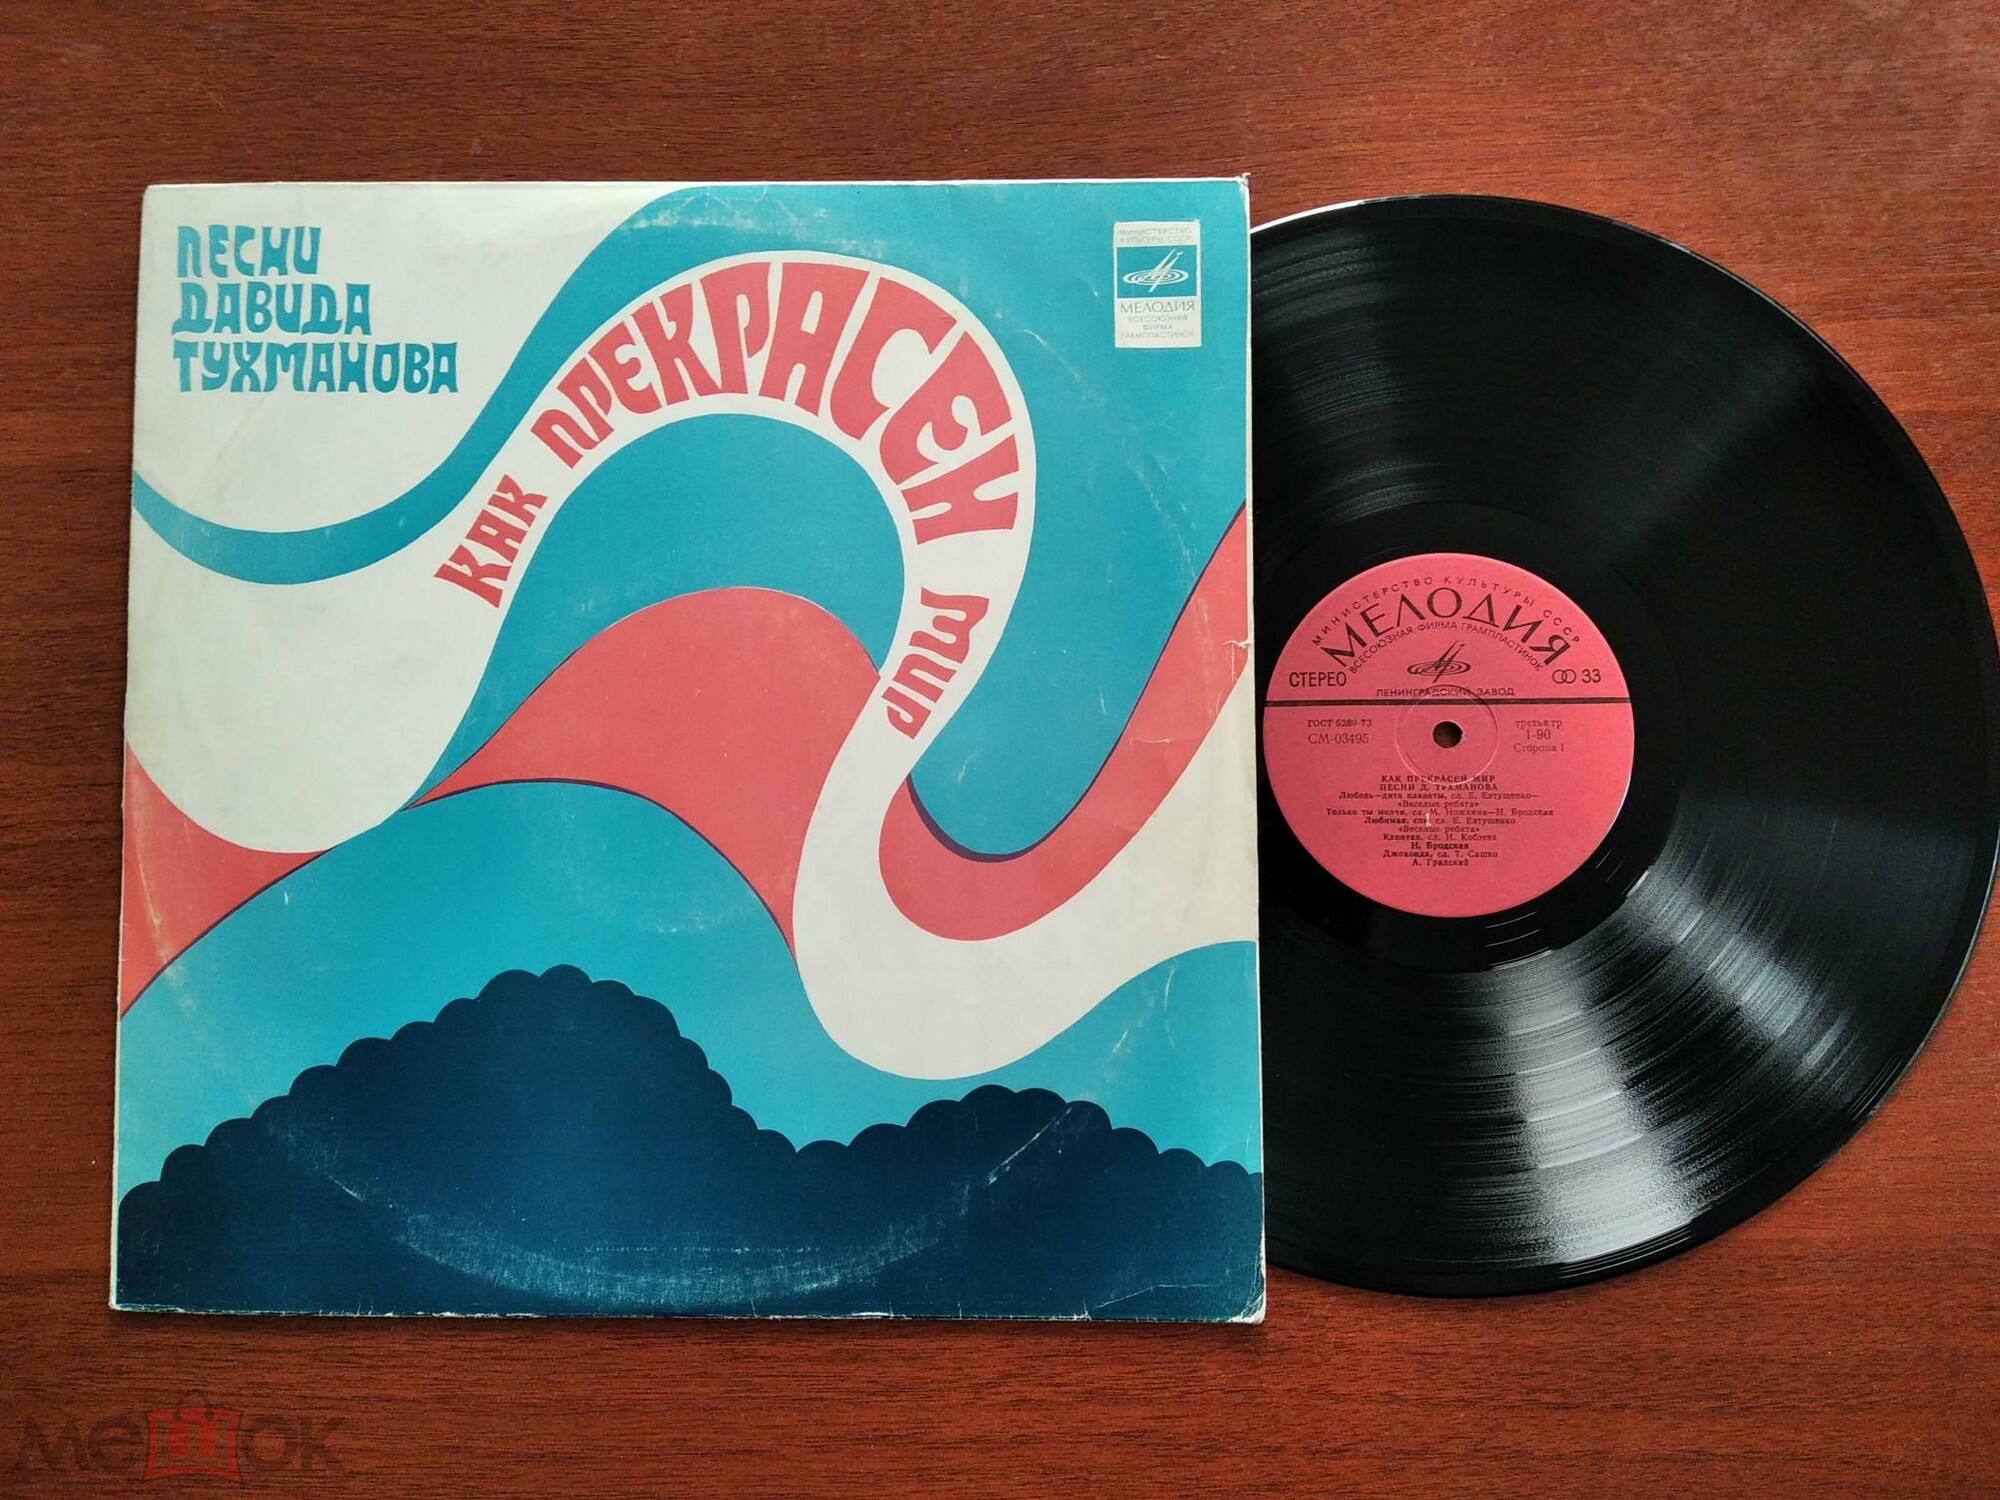 ПЕСНИ
ДАВИДА
ТУХМАНОВА
КАК ПРЕКРАСЕН МИР
МИНИСТЕРСТВО
КУЛЬТУРЫ СССР
МЕЛОДИЯ
ВСЕСОЮЗНАЯ
ФИРМА
ГРАМПЛАСТИНОК
МИНИСТЕРСТВО КУЛЬТУРЫ СССР
МЕЛОДИЯ
ВСЕСОЮЗНАЯ ФИРМА ГРАМПЛАСТИНОК
СТЕРЕО 33
ЛЕНИНГРАДСКИЙ ЗАВОД
ГОСТ 5289-73 третья гр
СМ-03495 1-90
Сторона 1
КАК ПРЕКРАСЕН МИР
ПЕСНИ Д. ТУХМАНОВА
Любовь—дитя планеты, сл. Е. Евтушенко—
«Веселые ребята»
Только ты молчи, сл. М. Ножкина—Н. Бродская
Любимая, спи сл. Е. Евтушенко
«Веселые ребята»
Капитан, сл. И. Кобзева
Н. Бродская
Джоконда, сл. Т. Сашко
А. Градский
мешок